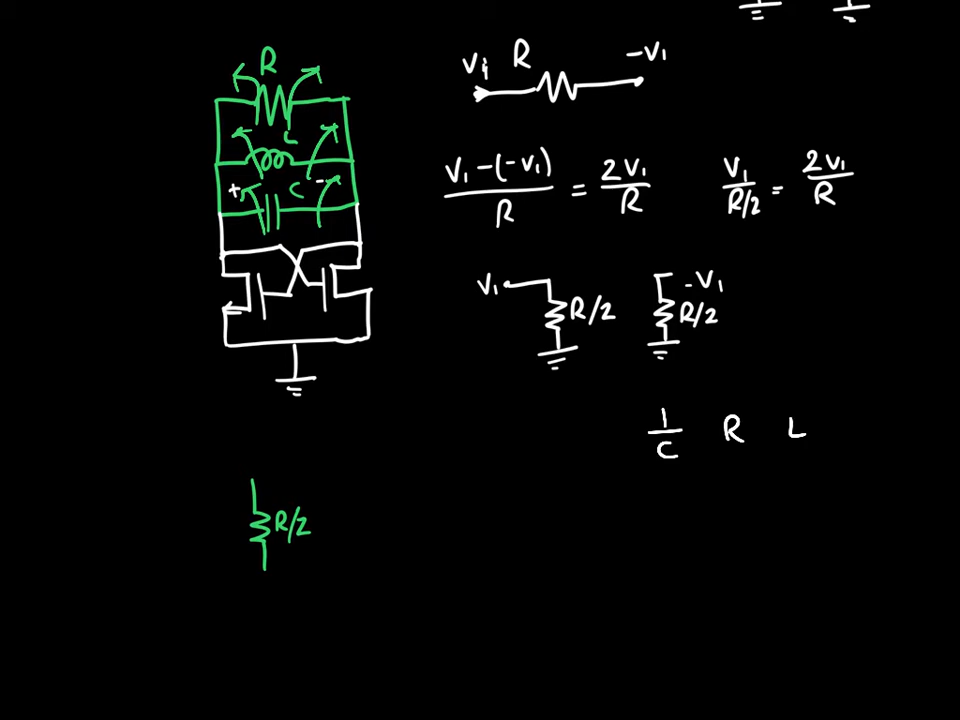 R
V1 R -V1
L
+ C -
V1-(-V1)/R = 2V1/R V1/R/2 = 2V1/R
V1 R/2 -V1 R/2
1/C R L
R/2